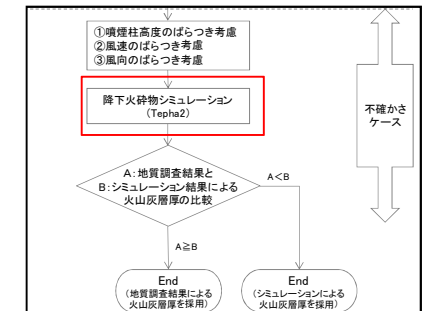 ①噴煙柱高度のばらつき考慮
②風速のばらつき考慮
③風向のばらつき考慮
降下火砕物シミュレーション
(Tepha2)
不確かさ
ケース
A:地質調査結果と
B:シミュレーション結果による
火山灰層厚の比較
A<B
A≧B
End
(地質調査結果による
火山灰層厚を採用)
End
(シミュレーションによる
火山灰層厚を採用)